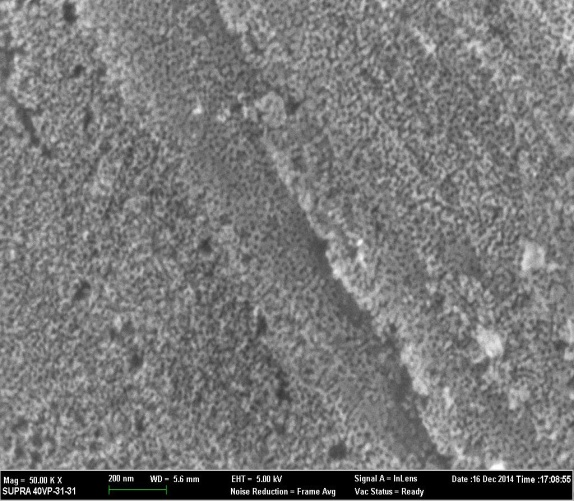 Mag = 50.00 K X 200 nm WD = 5.6 mm EHT = 5.00 kV Signal A = InLens Date :16 Dec 2014 Time :17:08:55
SUPRA 40VP-31-31 Noise Reduction = Frame Avg Vac Status = Ready